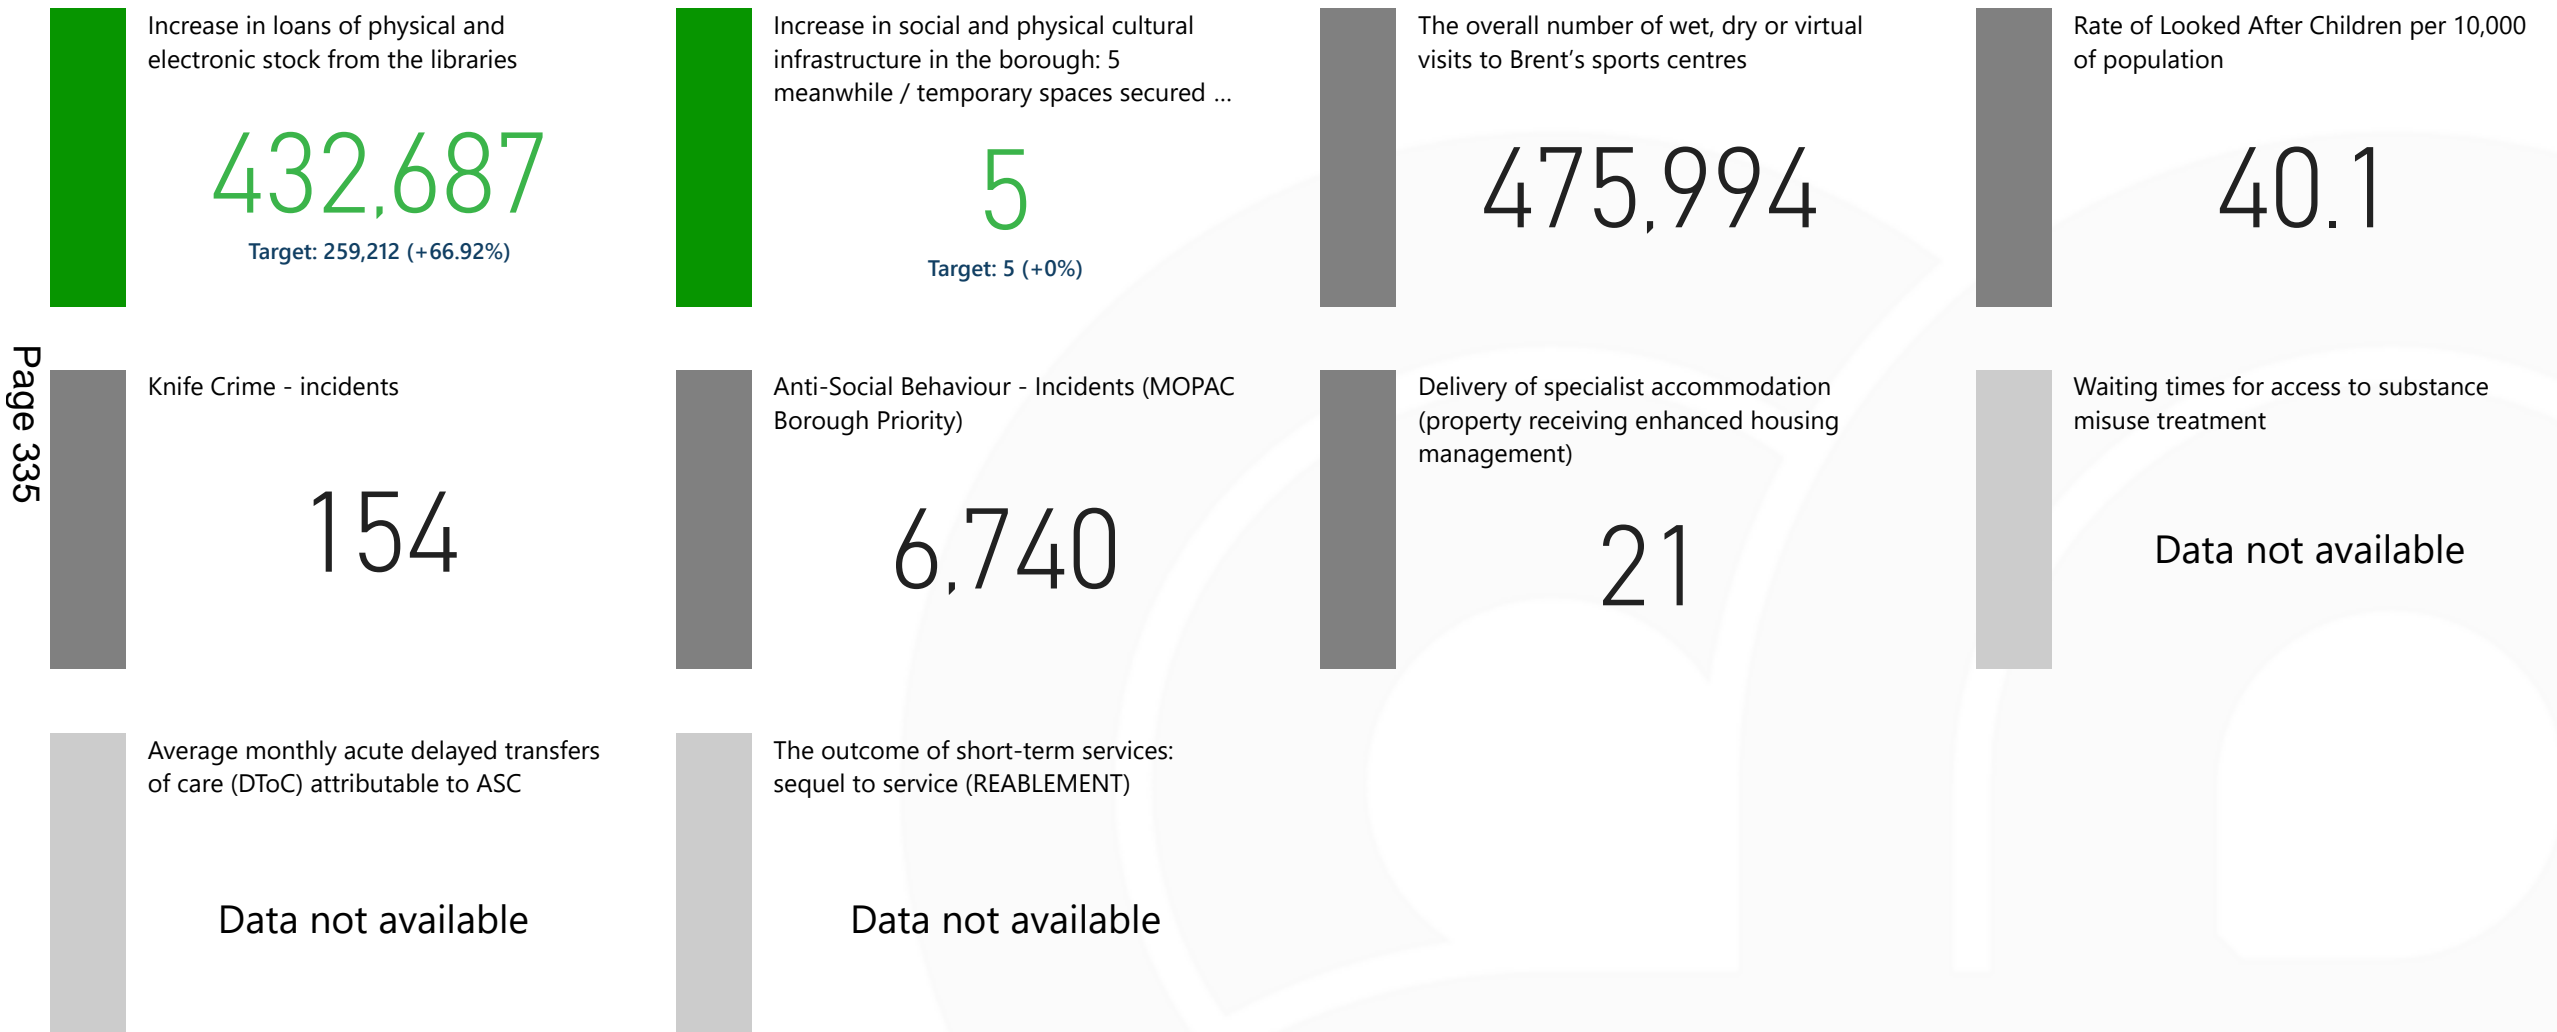 Increase in loans of physical and
electronic stock from the libraries
432,687
Target: 259,212 (+66.92%)
Increase in social and physical cultural
infrastructure in the borough: 5
meanwhile / temporary spaces secured ...
5
Target: 5 (+0%)
The overall number of wet, dry or virtual
visits to Brent’s sports centres
475,994
Rate of Looked After Children per 10,000
of population
40.1
Page 335
Knife Crime - incidents
154
Anti-Social Behaviour - Incidents (MOPAC
Borough Priority)
6,740
Delivery of specialist accommodation
(property receiving enhanced housing
management)
21
Waiting times for access to substance
misuse treatment
Data not available
Average monthly acute delayed transfers
of care (DToC) attributable to ASC
Data not available
The outcome of short-term services:
sequel to service (REABLEMENT)
Data not available